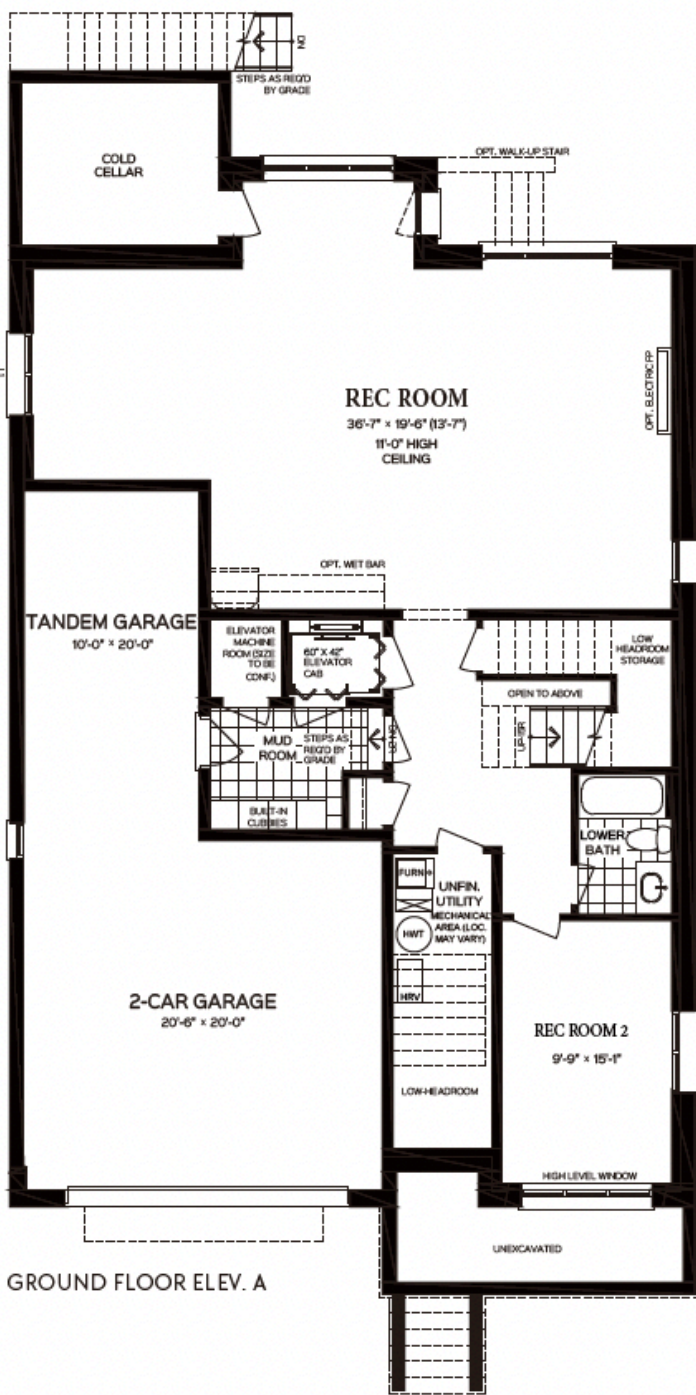 DN
STEPS AS REQ'D
BY GRADE
COLD
CELLAR
OPT. WALK-UP STAIR
REC ROOM
36'-7" × 19'-6" (13'-7")
11'-0" HIGH
CEILING
OPT. ELECTRIC FP
OPT. WET BAR
TANDEM GARAGE
10'-0" × 20'-0"
ELEVATOR
MACHINE
ROOM (SIZE
TO BE
CONF.)
60" X 42"
ELEVATOR
CAB
LOW
HEADROOM
STORAGE
OPEN TO ABOVE
MUD
ROOM
STEPS AS
REQ'D BY
GRADE
BUILT-IN
CUBBIES
LOWER
BATH
FURN
UNFIN.
UTILITY
MECHANICAL
AREA (LOC.
MAY VARY)
HWT
HRV
2-CAR GARAGE
20'-6" × 20'-0"
REC ROOM 2
9'-9" × 15'-1"
LOW-HEADROOM
HIGH LEVEL WINDOW
UNEXCAVATED
GROUND FLOOR ELEV. A